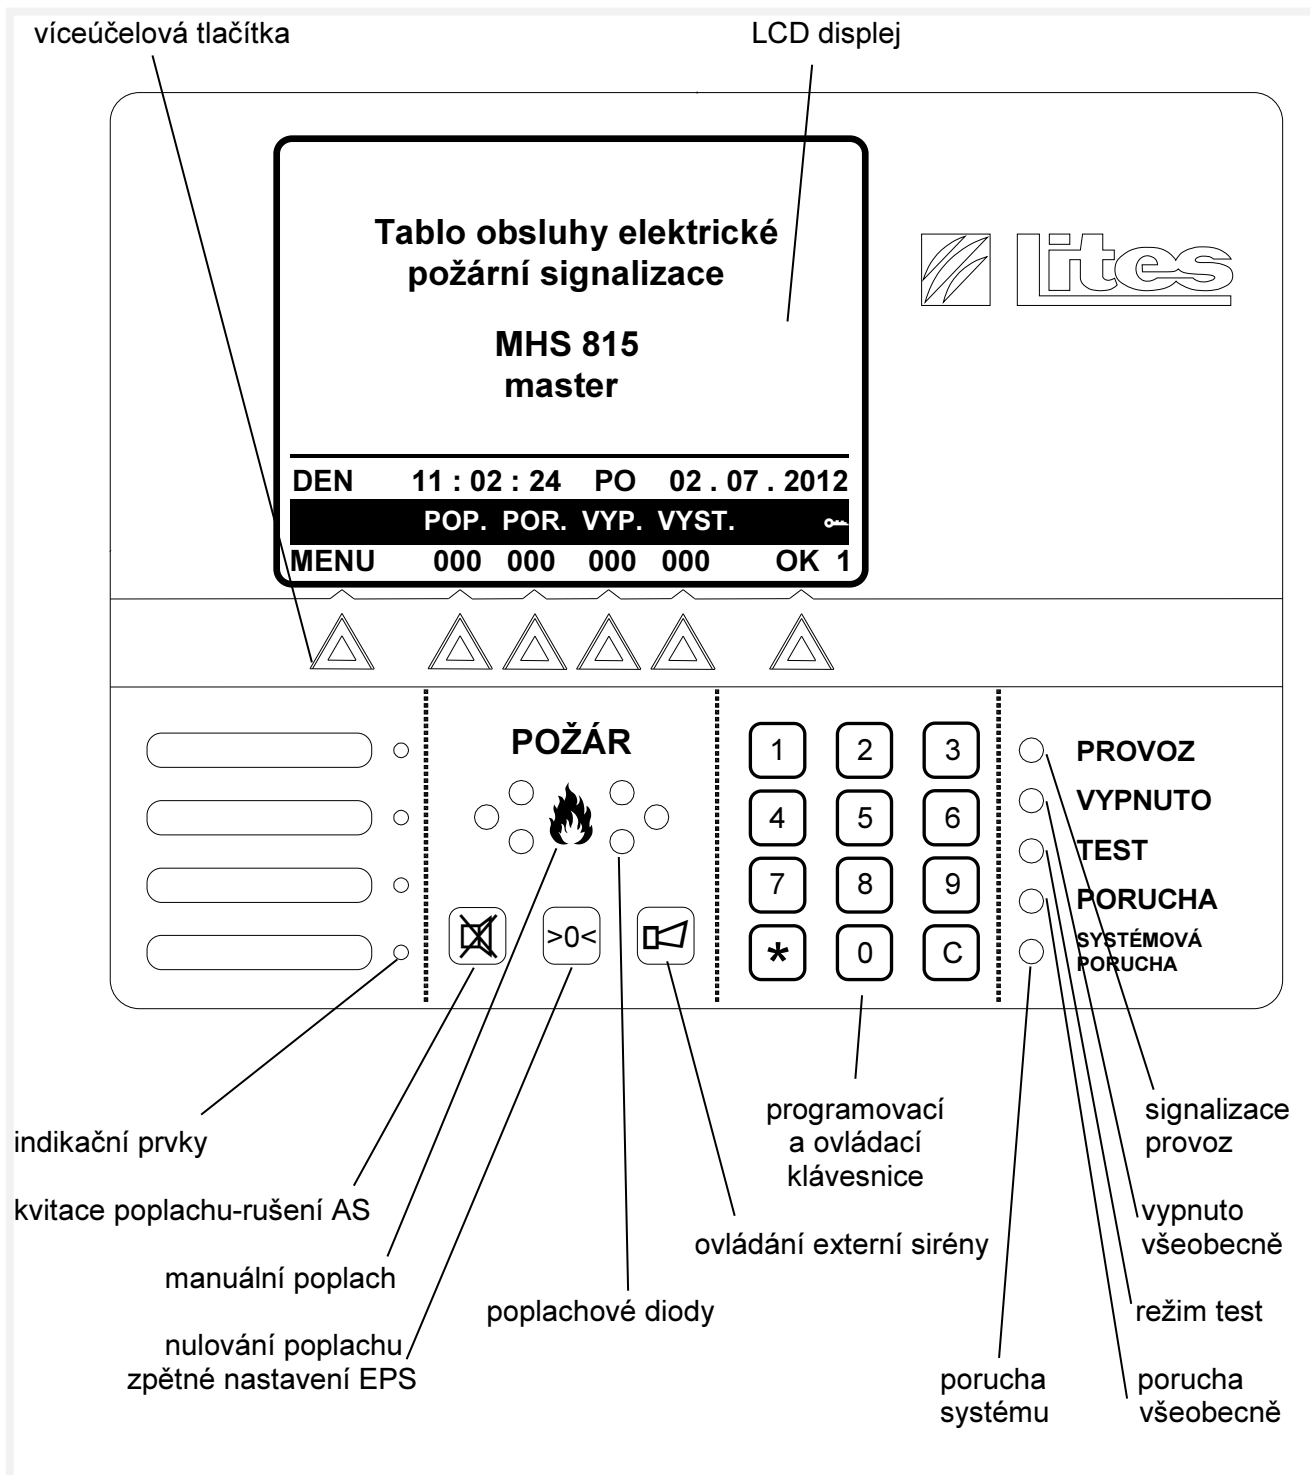 víceúčelová tlačítka
LCD displej
Tablo obsluhy elektrické
požární signalizace
MHS 815
master
Lites
DEN 11 : 02 : 24 PO 02 . 07 . 2012
POP. POR. VYP. VYST.
MENU 000 000 000 000 OK 1
POŽÁR
>0<
1 2 3
4 5 6
7 8 9
* 0 C
PROVOZ
VYPNUTO
TEST
PORUCHA
SYSTÉMOVÁ
PORUCHA
indikační prvky
kvitace poplachu-rušení AS
manuální poplach
nulování poplachu
zpětné nastavení EPS
poplachové diody
ovládání externí sirény
programovací
a ovládací
klávesnice
signalizace
provoz
vypnuto
všeobecně
režim test
porucha
systému
porucha
všeobecně